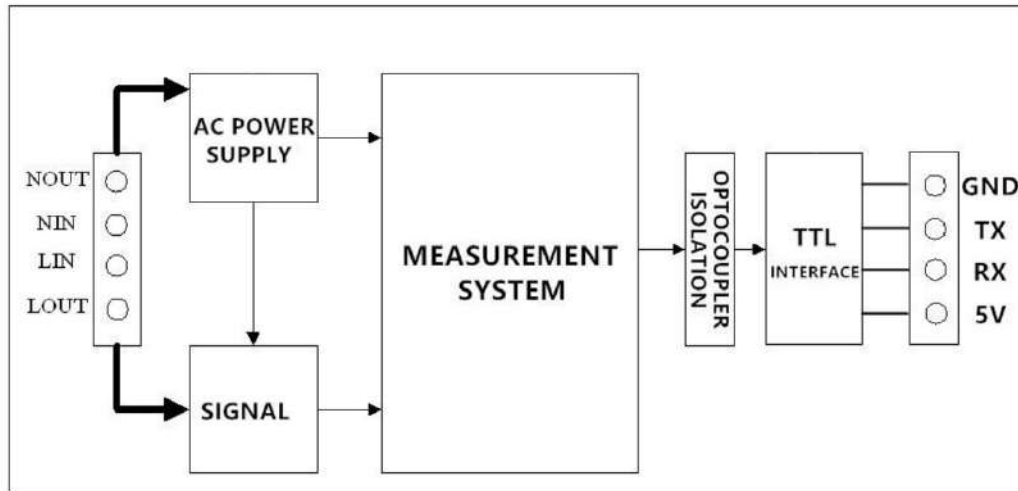 NOUT
NIN
LIN
LOUT
AC POWER
SUPPLY
SIGNAL
MEASUREMENT
SYSTEM
OPTOCOUPLER
ISOLATION
TTL
INTERFACE
GND
TX
RX
5V